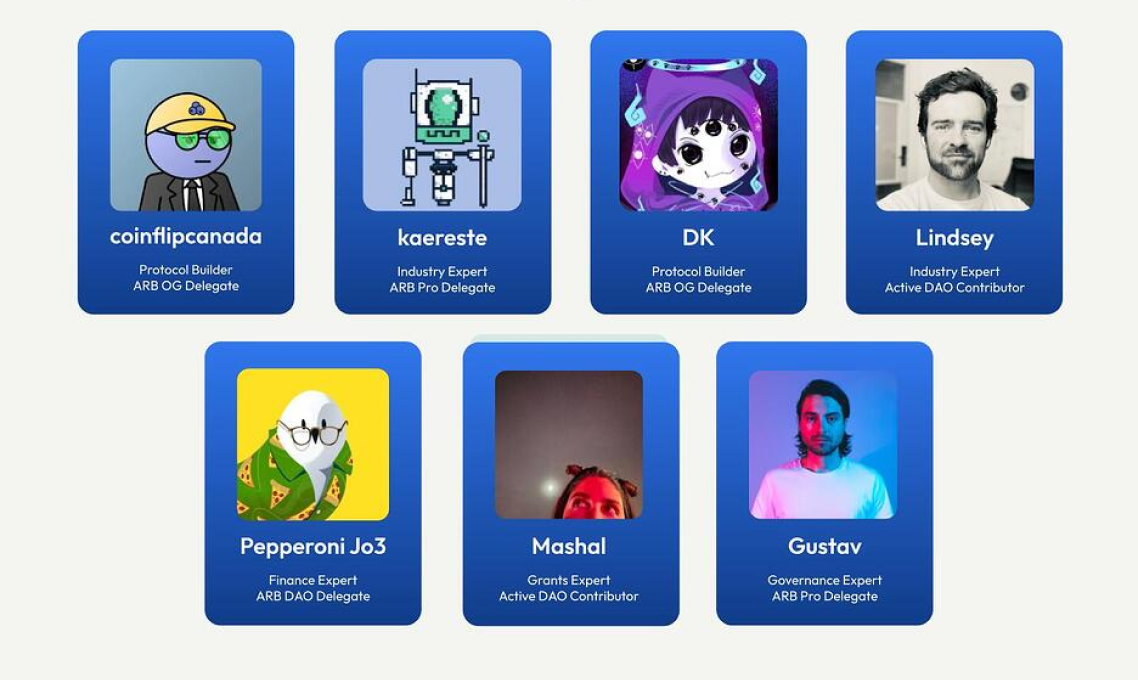 coinflipcanada
Protocol Builder
ARB OG Delegate
kaereste
Industry Expert
ARB Pro Delegate
DK
Protocol Builder
ARB OG Delegate
Lindsey
Industry Expert
Active DAO Contributor
Pepperoni Jo3
Finance Expert
ARB DAO Delegate
Mashal
Grants Expert
Active DAO Contributor
Gustav
Governance Expert
ARB Pro Delegate